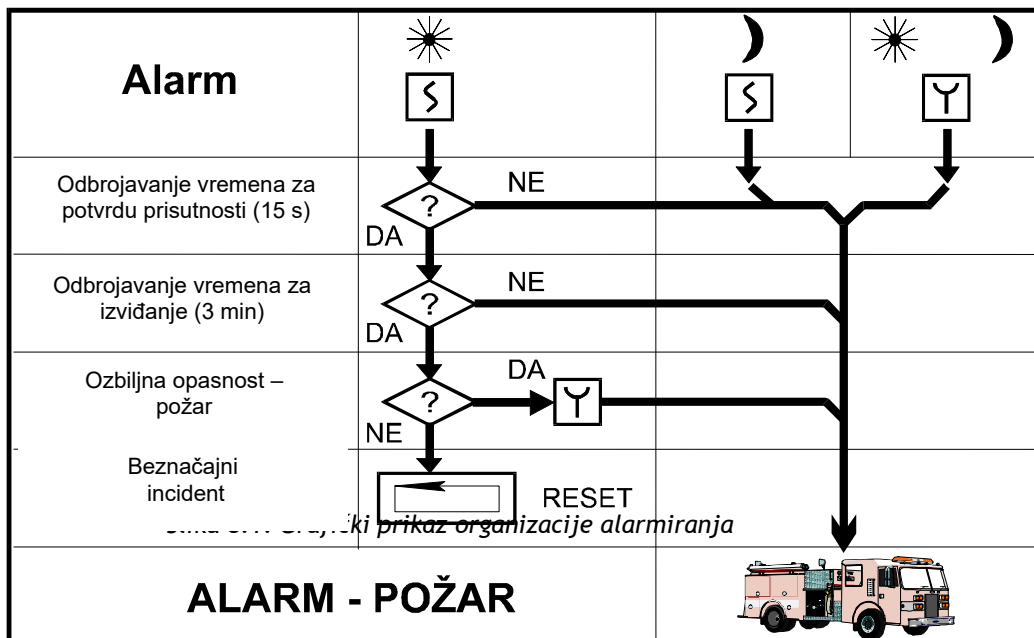 Alarm
Odbrojavanje vremena za
potvrdu prisutnosti (15 s)
?
NE
DA
Odbrojavanje vremena za
izviđanje (3 min)
?
NE
DA
Ozbiljna opasnost –
požar
?
DA
NE
Beznačajni
incident
RESET
prikaz organizacije alarmiranja
ALARM - POŽAR